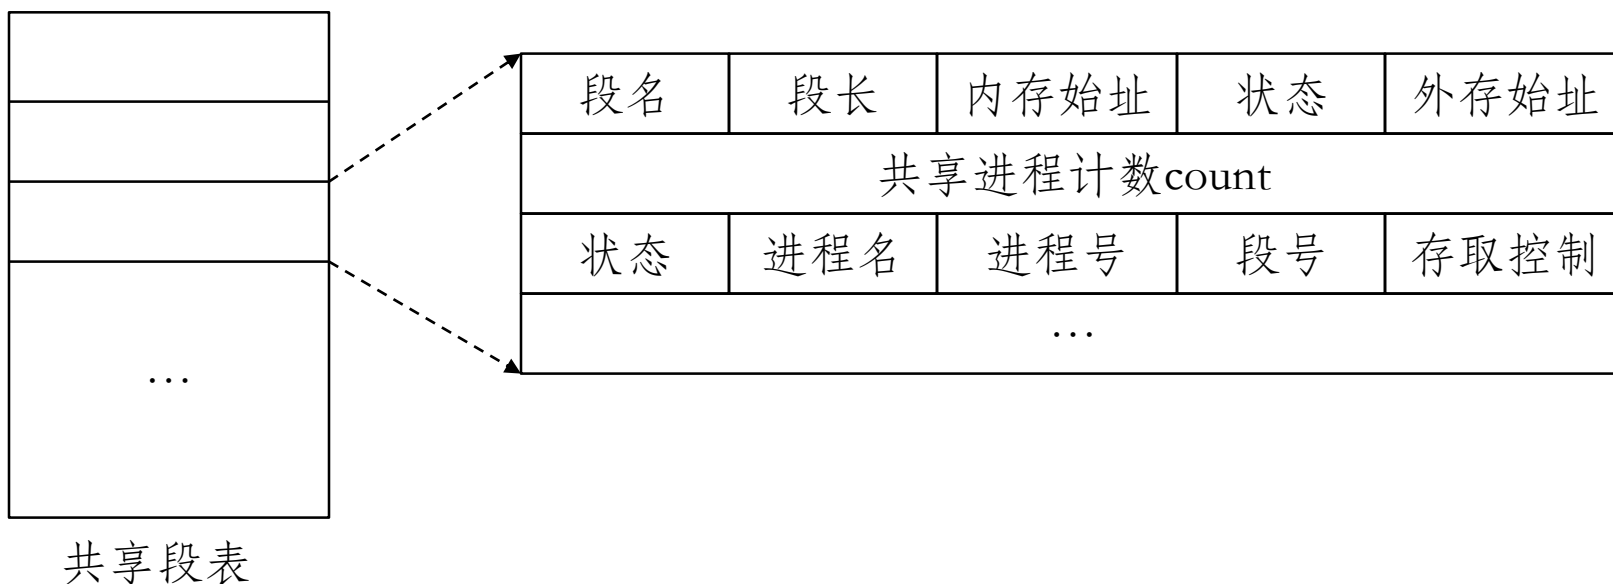 段名 段长 内存始址 状态 外存始址
共享进程计数count
状态 进程名 进程号 段号 存取控制
…
…
共享段表